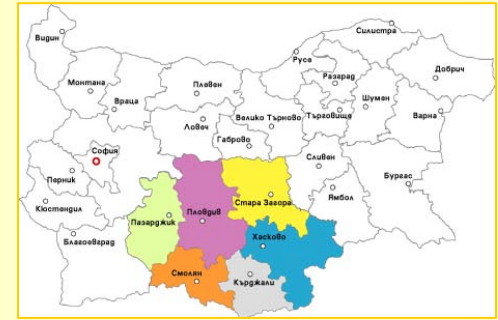 Видин
Силистра
Русе
Добрич
Монтана
Плевен
Разград
Шумен
Враца
Ловеч
Велико Търново
Търговище
Варна
Габрово
София
Сливен
Перник
Бургас
Стара Загора
Ямбол
Кюстендил
Пазарджик
Пловдив
Благоевград
Хасково
Смолян
Кърджали